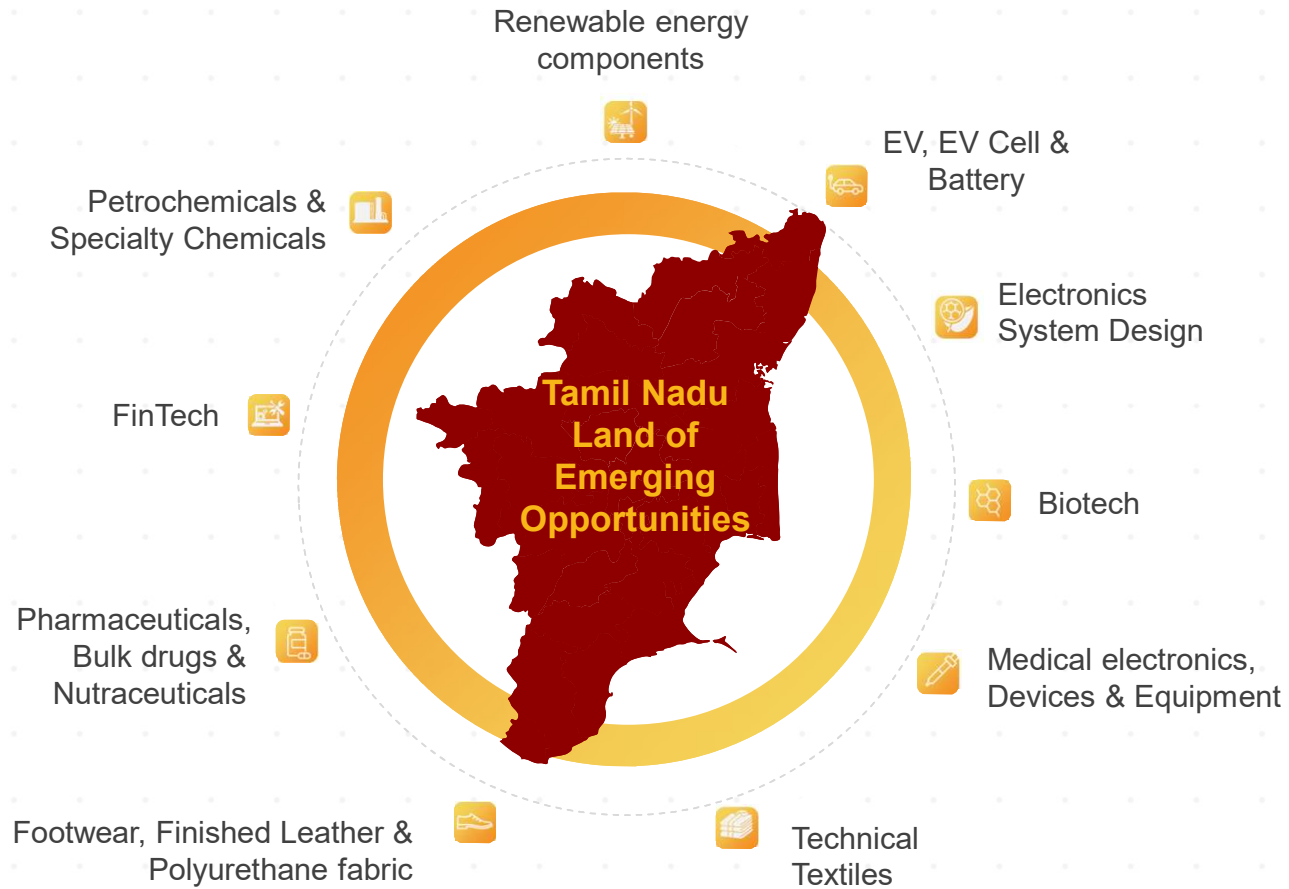 Renewable energy
components
EV, EV Cell &
Battery
Petrochemicals &
Specialty Chemicals
Electronics
System Design
FinTech
Tamil Nadu
Land of
Emerging
Opportunities
Biotech
Pharmaceuticals,
Bulk drugs &
Nutraceuticals
Medical electronics,
Devices & Equipment
Footwear, Finished Leather &
Polyurethane fabric
Technical
Textiles